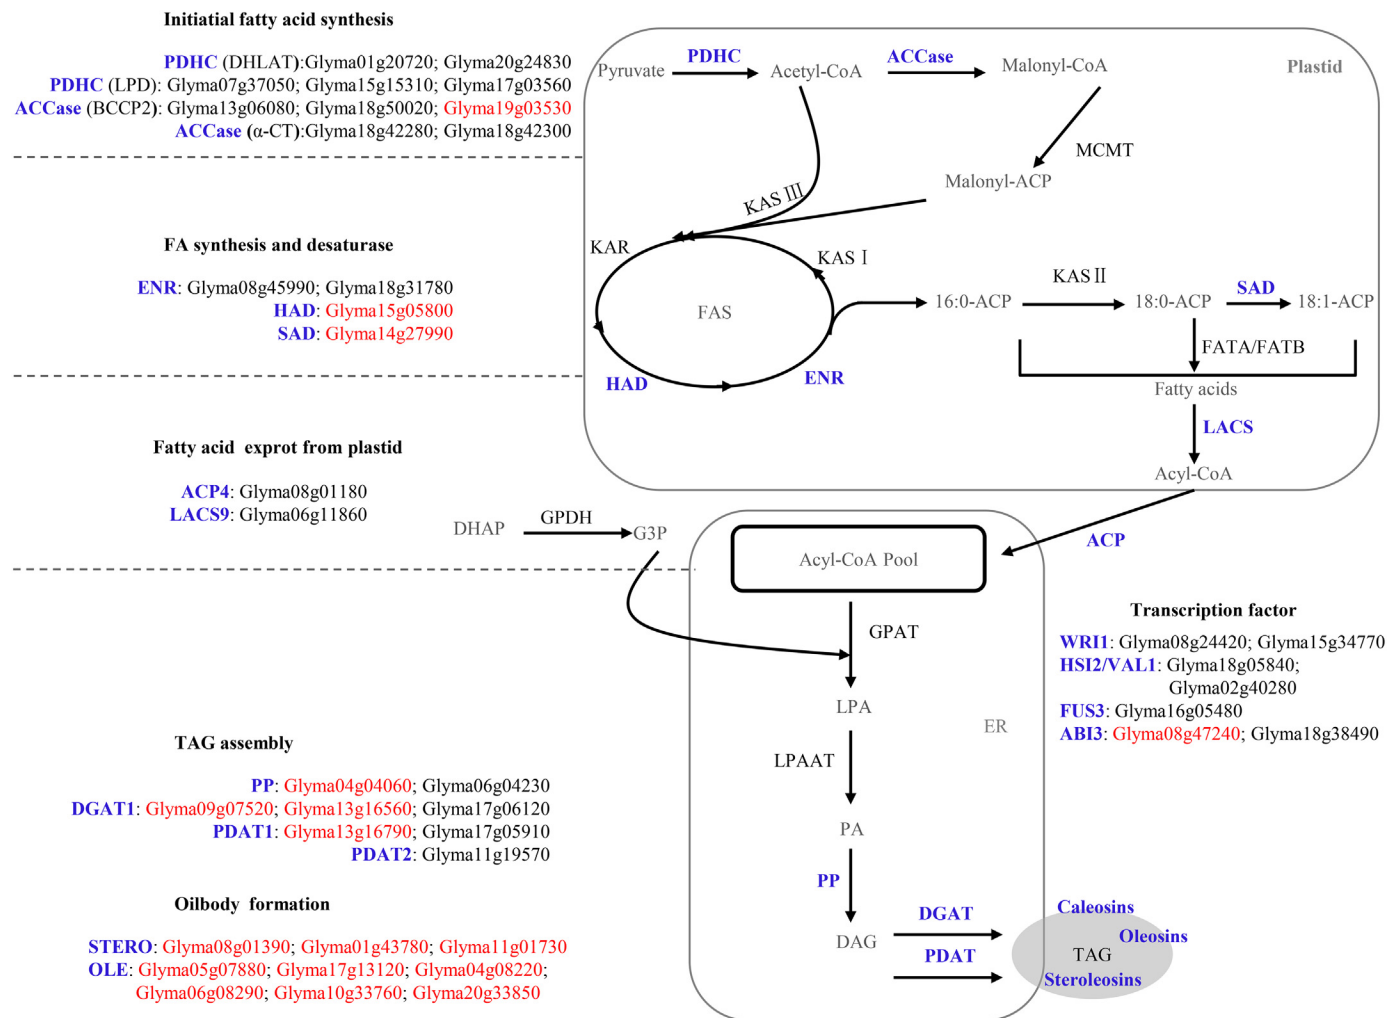 Initiatial fatty acid synthesis
PDHC (DHLAT):Glyma01g20720; Glyma20g24830
PDHC (LPD): Glyma07g37050; Glyma15g15310; Glyma17g03560
ACCase (BCCP2): Glyma13g06080; Glyma18g50020; Glyma19g03530
ACCase (α-CT):Glyma18g42280; Glyma18g42300
FA synthesis and desaturase
ENR: Glyma08g45990; Glyma18g31780
HAD: Glyma15g05800
SAD: Glyma14g27990
Fatty acid exprot from plastid
ACP4: Glyma08g01180
LACS9: Glyma06g11860
TAG assembly
PP: Glyma04g04060; Glyma06g04230
DGAT1: Glyma09g07520; Glyma13g16560; Glyma17g06120
PDAT1: Glyma13g16790; Glyma17g05910
PDAT2: Glyma11g19570
Oilbody formation
STERO: Glyma08g01390; Glyma01g43780; Glyma11g01730
OLE: Glyma05g07880; Glyma17g13120; Glyma04g08220;
Glyma06g08290; Glyma10g33760; Glyma20g33850
Plastid
Pyruvate
PDHC
Acetyl-CoA
ACCase
Malonyl-CoA
MCMT
Malonyl-ACP
KAS III
KAR
KAS I
FAS
HAD
ENR
16:0-ACP
KAS II
18:0-ACP
SAD
18:1-ACP
FATA/FATB
Fatty acids
LACS
Acyl-CoA
ACP
DHAP
GPDH
G3P
Acyl-CoA Pool
GPAT
LPA
ER
LPAAT
PA
PP
DAG
DGAT
PDAT
Caleosins
Oleosins
TAG
Steroleosins
Transcription factor
WRI1: Glyma08g24420; Glyma15g34770
HSI2/VAL1: Glyma18g05840;
Glyma02g40280
FUS3: Glyma16g05480
ABI3: Glyma08g47240; Glyma18g38490